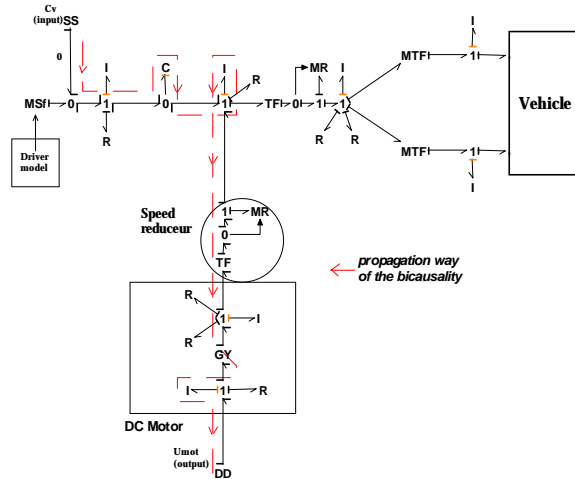 Cv
(input) SS
0
I C I R MR I
MSf 0 1 0 1 TF 0 1 1
R R R
Driver
model
I
MTF 1
MTF 1
I
Vehicle
Speed
reduceur
1 MR
0
TF
propagation way
of the bicausality
R
1 I
R
GY
I 1 R
DC Motor
Umot
(output)
DD